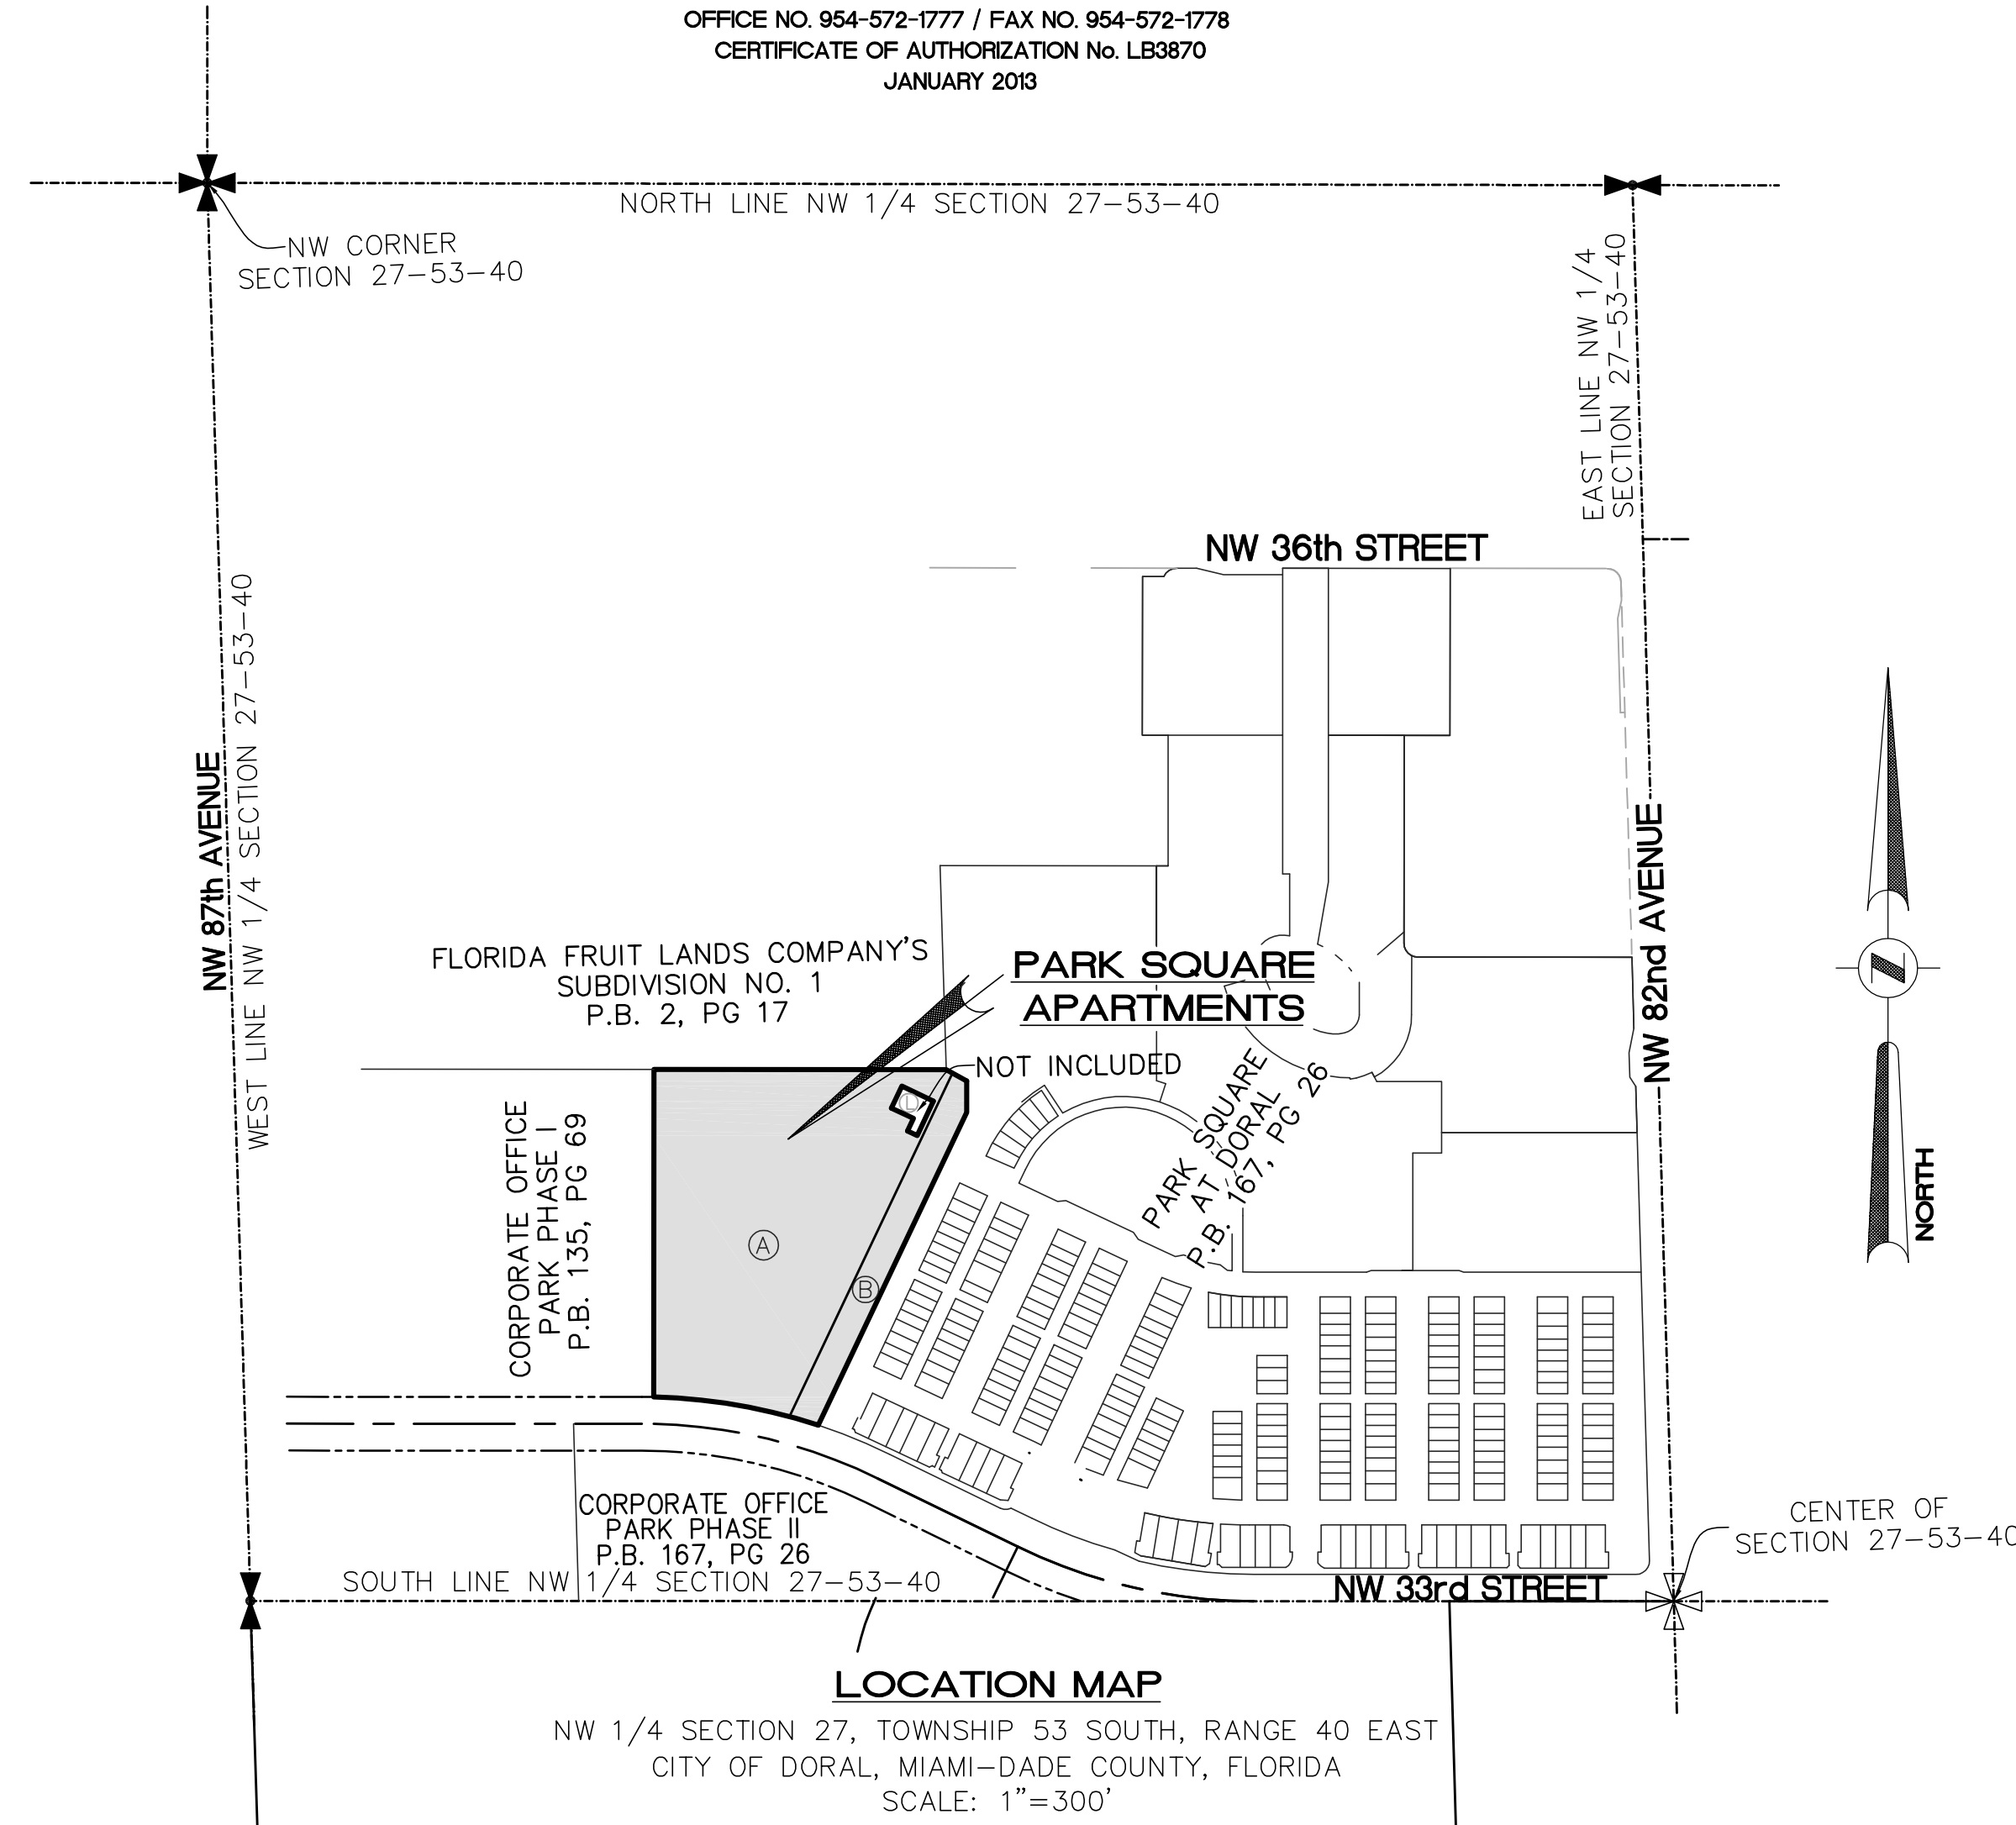 OFFICE NO. 954-572-1777 / FAX NO. 954-572-1778
CERTIFICATE OF AUTHORIZATION No. LB3870
JANUARY 2013
NORTH LINE NW 1/4 SECTION 27-53-40
NW CORNER
SECTION 27-53-40
EAST LINE NW 1/4
SECTION 27-53-40
NW 36th STREET
NW 87th AVENUE
WEST LINE NW 1/4 SECTION 27-53-40
NW 82nd AVENUE
FLORIDA FRUIT LANDS COMPANY'S
SUBDIVISION NO. 1
P.B. 2, PG 17
PARK SQUARE
APARTMENTS
NOT INCLUDED
PARK SQUARE
AT DORAL
P.B. 167, PG 26
CORPORATE OFFICE
PARK PHASE I
P.B. 135, PG 69
A
B
N
NORTH
CORPORATE OFFICE
PARK PHASE II
P.B. 167, PG 26
SOUTH LINE NW 1/4 SECTION 27-53-40
NW 33rd STREET
CENTER OF
SECTION 27-53-40
LOCATION MAP
NW 1/4 SECTION 27, TOWNSHIP 53 SOUTH, RANGE 40 EAST
CITY OF DORAL, MIAMI-DADE COUNTY, FLORIDA
SCALE: 1"=300'